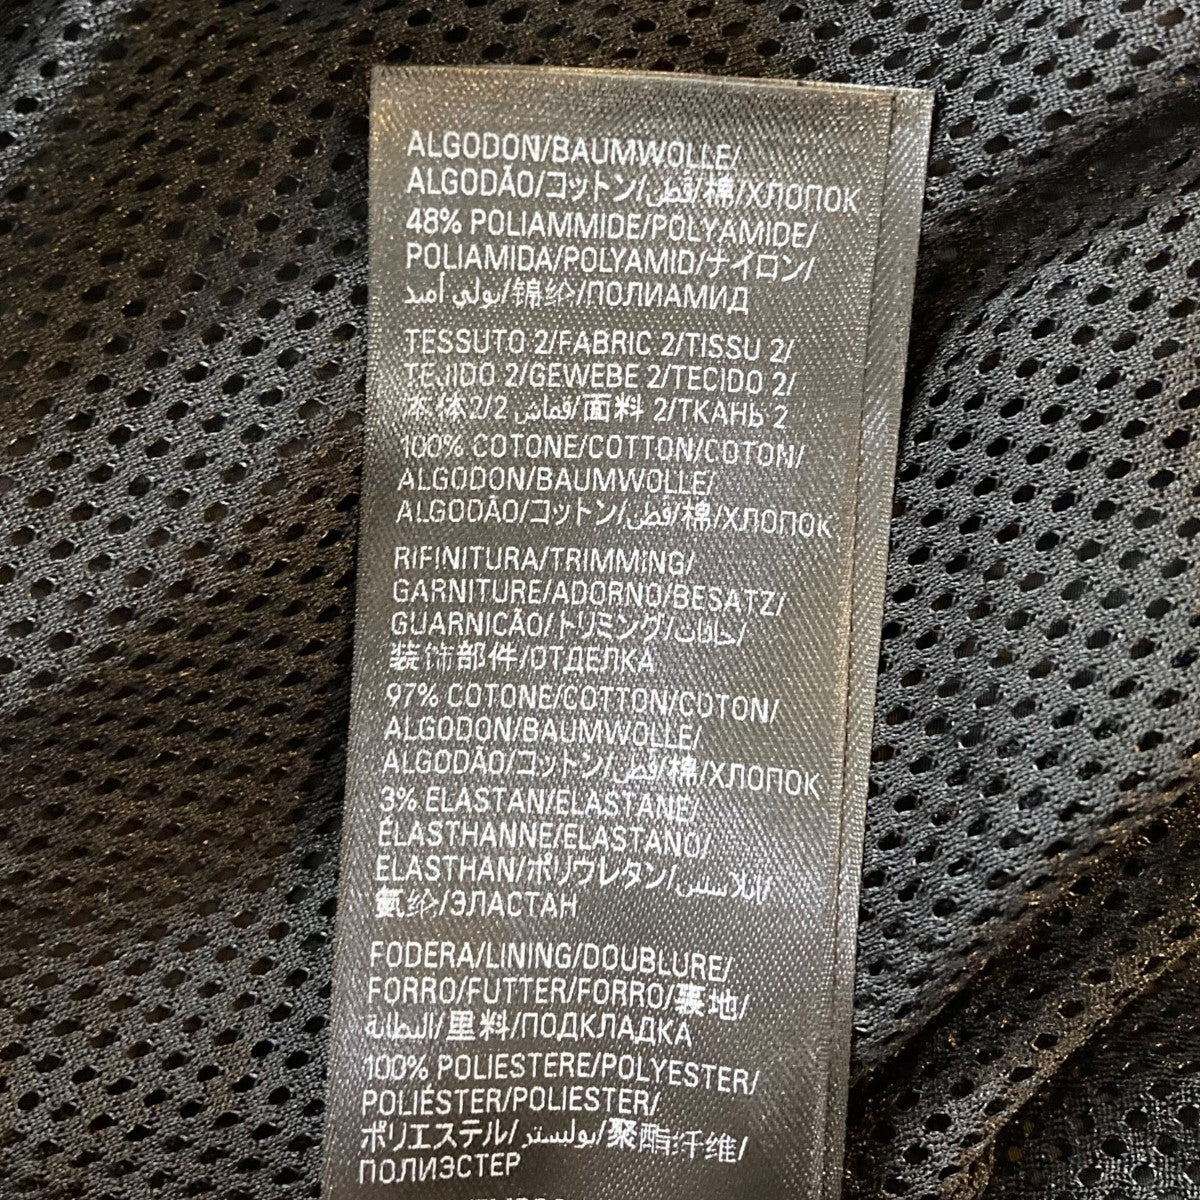 ALGODON/BAUMWOLLE/
ALGODÃO/コットン/قطن/棉/ХЛОПОК
48% POLIAMMIDE/POLYAMIDE/
POLIAMIDA/POLYAMID/ナイロン/
بولي أميد/锦纶/ПОЛИАМИД
TESSUTO 2/FABRIC 2/TISSU 2/
TEJIDO 2/GEWEBE 2/TECIDO 2/
本体2/2 قماش/面料 2/ТКАНЬ 2
100% COTONE/COTTON/COTON/
ALGODON/BAUMWOLLE/
ALGODÃO/コットン/قطن/棉/ХЛОПОК
RIFINITURA/TRIMMING/
GARNITURE/ADORNO/BESATZ/
GUARNICÃO/トリミング/حليات/
装饰部件/ОТДЕЛКА
97% COTONE/COTTON/COTON/
ALGODON/BAUMWOLLE/
ALGODÃO/コットン/قطن/棉/ХЛОПОК
3% ELASTAN/ELASTANE/
ÉLASTHANNE/ELASTANO/
ELASTHAN/ポリウレタン/إيلاستين/
氨纶/ЭЛАСТАН
FODERA/LINING/DOUBLURE/
FORRO/FUTTER/FORRO/裏地/
البطانة/里料/ПОДКЛАДКА
100% POLIESTERE/POLYESTER/
POLIÉSTER/POLIESTER/
ポリエステル/بوليستر/聚酯纤维/
ПОЛИЭСТЕР